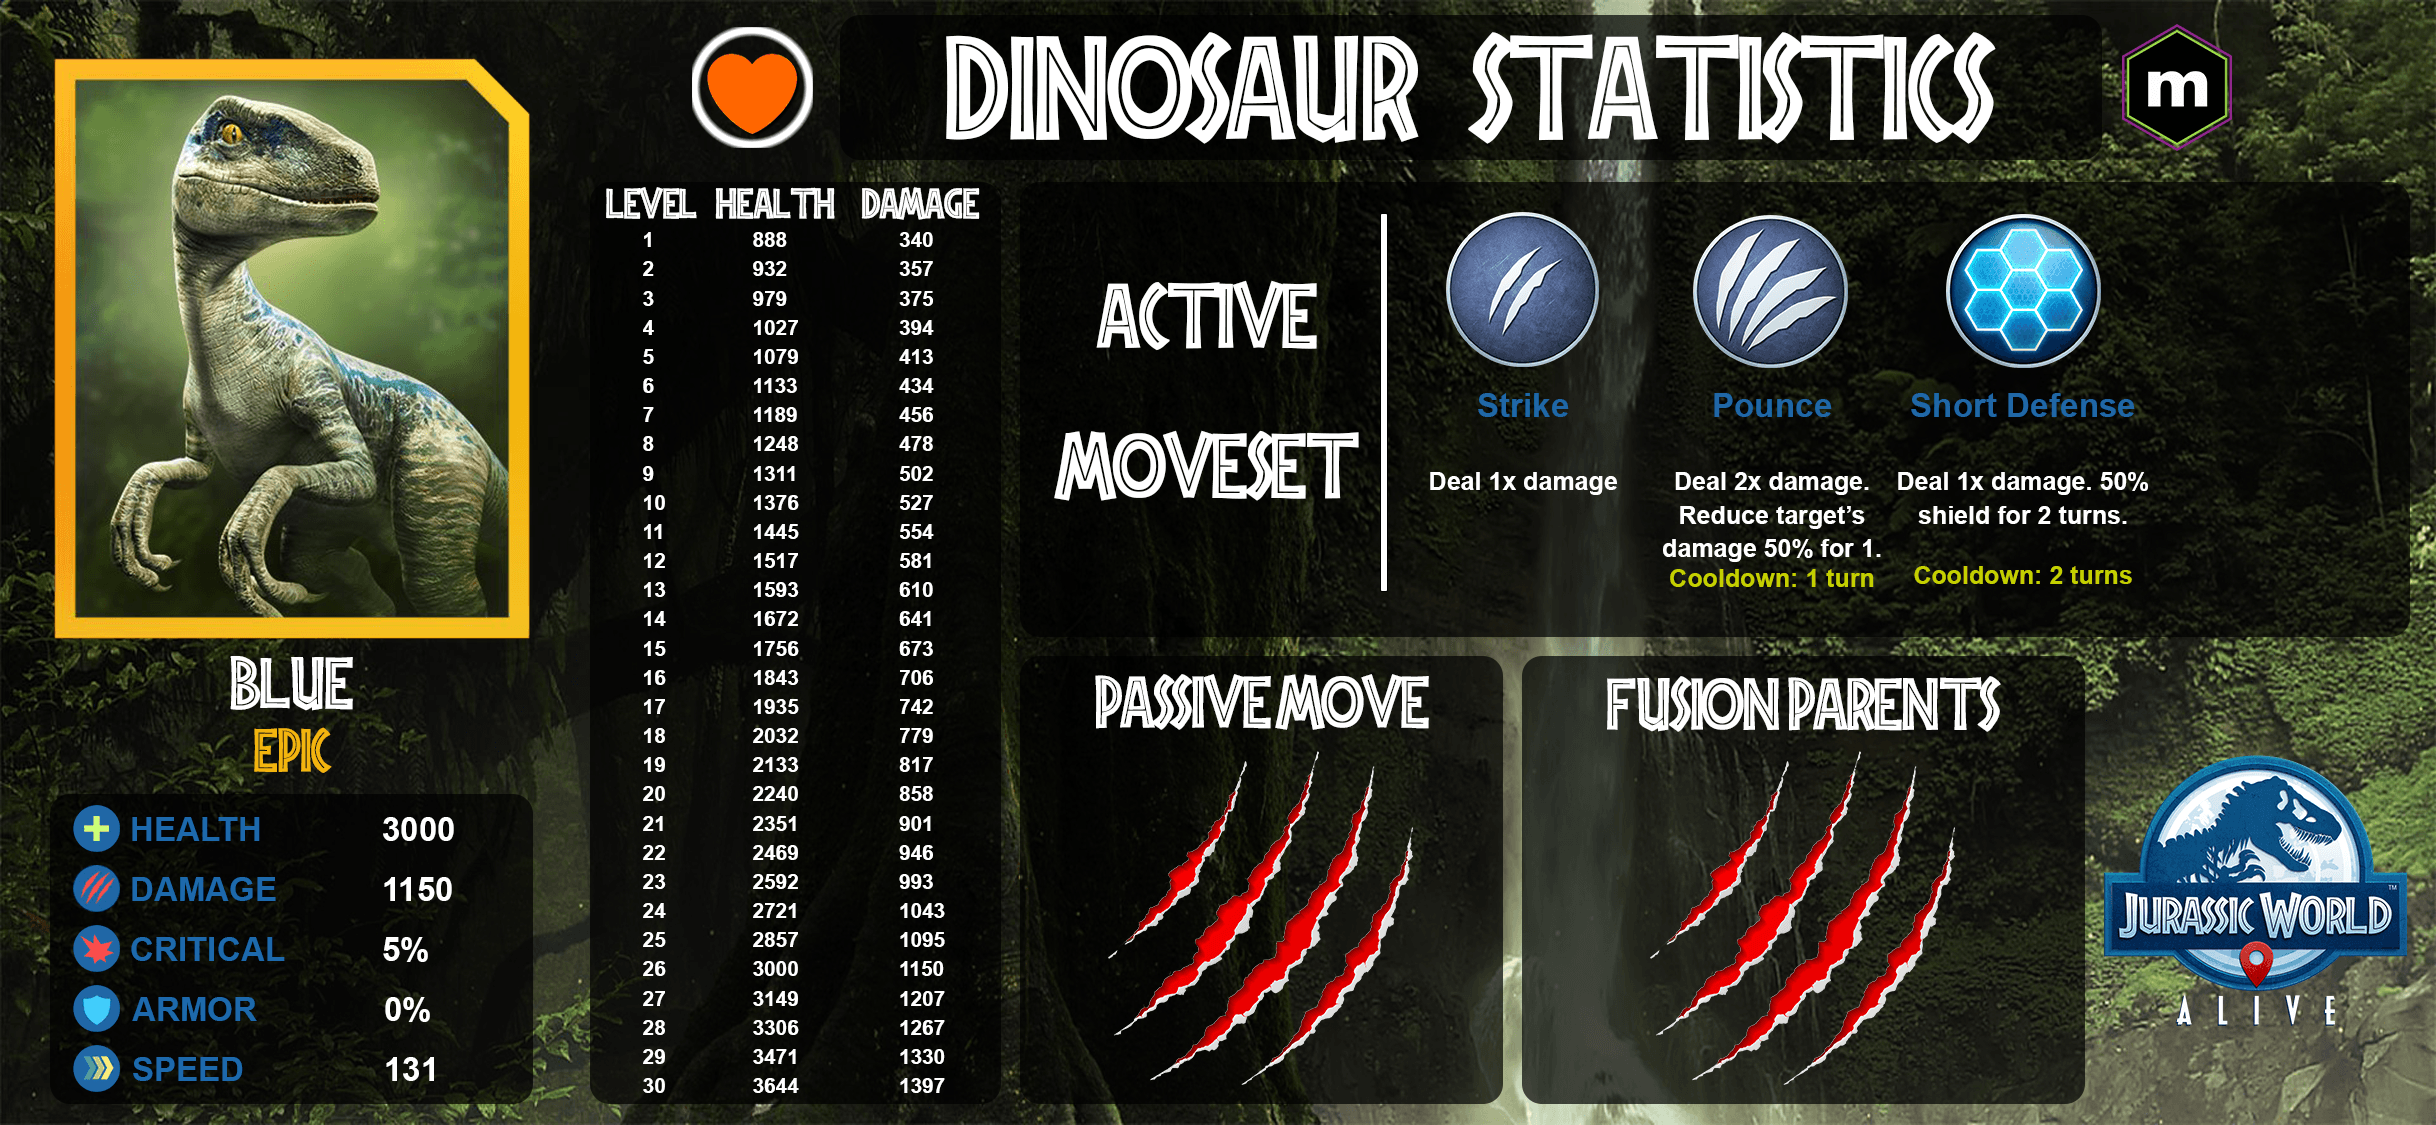 DINOSAUR STATISTICS
m
BLUE
EPIC
HEALTH 3000
DAMAGE 1150
CRITICAL 5%
ARMOR 0%
SPEED 131
LEVEL HEALTH DAMAGE
1 888 340
2 932 357
3 979 375
4 1027 394
5 1079 413
6 1133 434
7 1189 456
8 1248 478
9 1311 502
10 1376 527
11 1445 554
12 1517 581
13 1593 610
14 1672 641
15 1756 673
16 1843 706
17 1935 742
18 2032 779
19 2133 817
20 2240 858
21 2351 901
22 2469 946
23 2592 993
24 2721 1043
25 2857 1095
26 3000 1150
27 3149 1207
28 3306 1267
29 3471 1330
30 3644 1397
ACTIVE
MOVESET
Strike
Deal 1x damage
Pounce
Deal 2x damage.
Reduce target’s
damage 50% for 1.
Cooldown: 1 turn
Short Defense
Deal 1x damage. 50%
shield for 2 turns.
Cooldown: 2 turns
PASSIVE MOVE
FUSION PARENTS
JURASSIC WORLD™
ALIVE